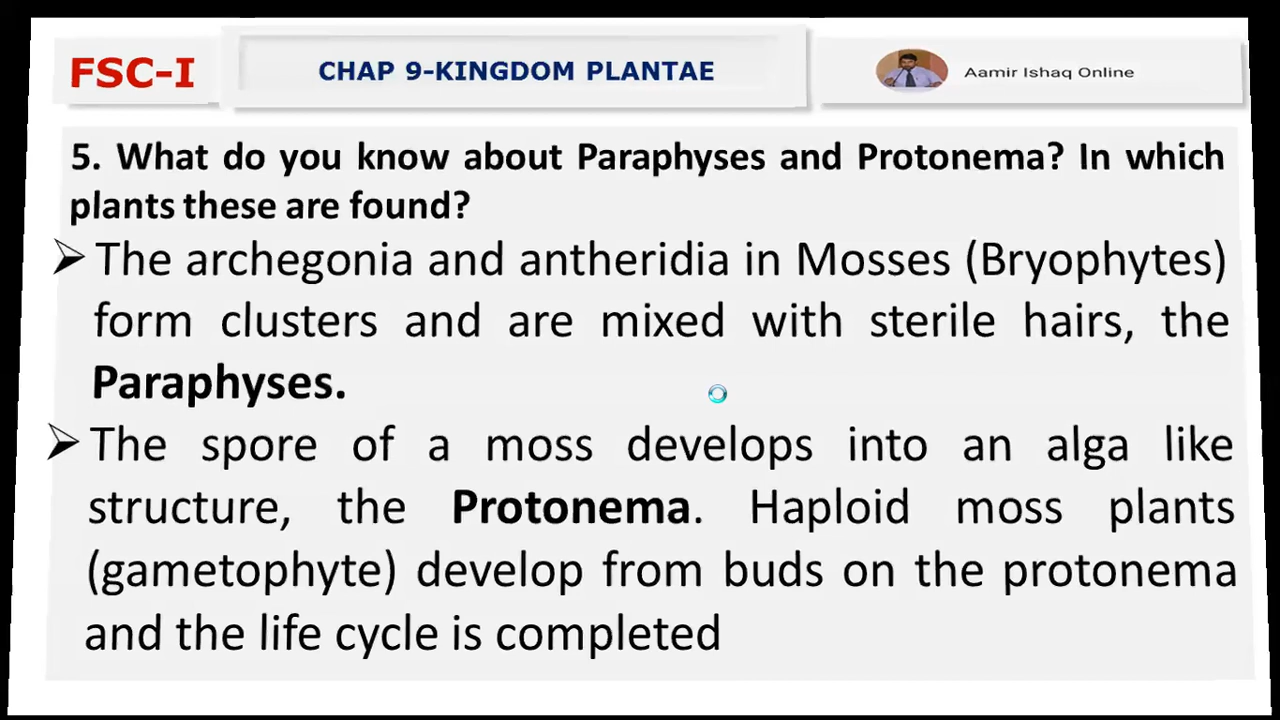 FSC-I
CHAP 9-KINGDOM PLANTAE
Aamir Ishaq Online
5. What do you know about Paraphyses and Protonema? In which
plants these are found?
The archegonia and antheridia in Mosses (Bryophytes)
form clusters and are mixed with sterile hairs, the
Paraphyses.
The spore of a moss develops into an alga like
structure, the Protonema. Haploid moss plants
(gametophyte) develop from buds on the protonema
and the life cycle is completed